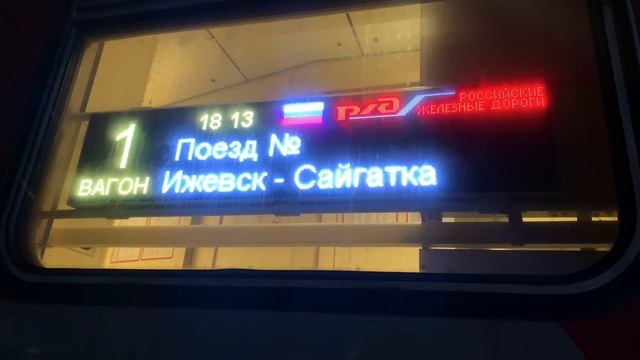 18 13
РЖД
РОССИЙСКИЕ
ЖЕЛЕЗНЫЕ ДОРОГИ
1
ВАГОН
Поезд №
Ижевск - Сайгатка